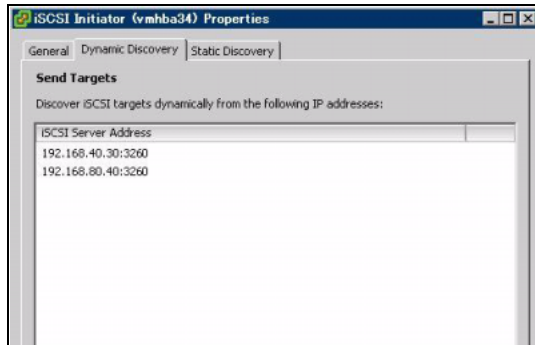 iSCSI Initiator (vmhba34) Properties
General Dynamic Discovery Static Discovery
Send Targets
Discover iSCSI targets dynamically from the following IP addresses:
iSCSI Server Address
192.168.40.30:3260
192.168.80.40:3260